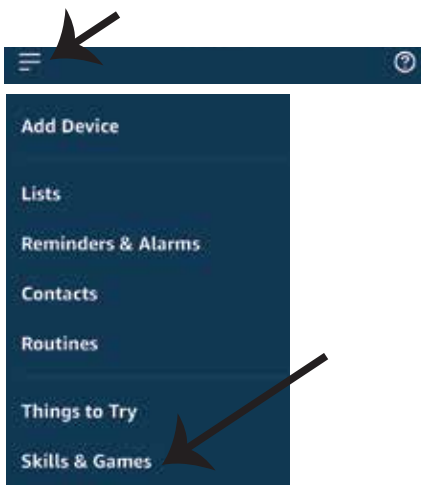 ?
Add Device
Lists
Reminders & Alarms
Contacts
Routines
Things to Try
Skills & Games